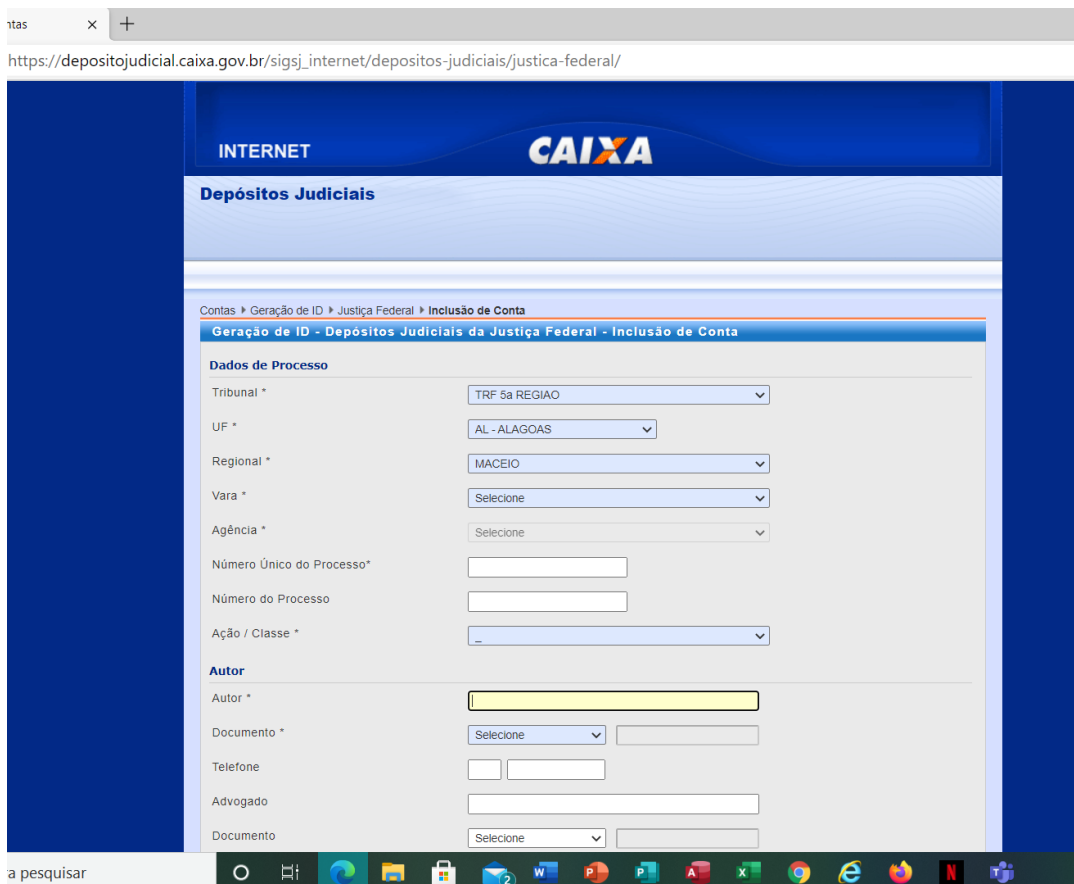 ntas
https://depositojudicial.caixa.gov.br/sigsj_internet/depositos-judiciais/justica-federal/
INTERNET CAIXA
Depósitos Judiciais
Contas Geração de ID Justiça Federal Inclusão de Conta
Geração de ID - Depósitos Judiciais da Justiça Federal - Inclusão de Conta
Dados de Processo
Tribunal * TRF 5a REGIAO
UF * AL - ALAGOAS
Regional * MACEIO
Vara * Selecione
Agência * Selecione
Número Único do Processo*
Número do Processo
Ação / Classe * _
Autor
Autor *
Documento * Selecione
Telefone
Advogado
Documento Selecione
ra pesquisar 2 W P P A X N T